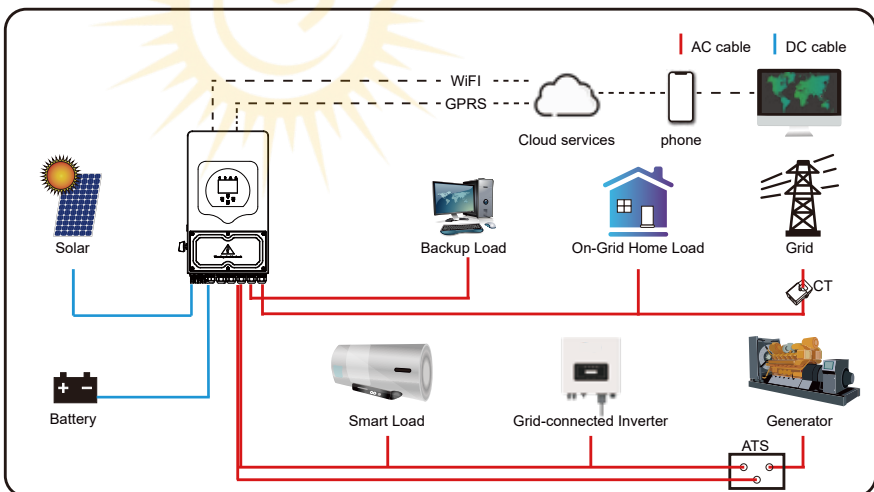 AC cable DC cable
WiFI
GPRS
Cloud services phone
Solar Backup Load On-Grid Home Load Grid
CT
Battery Smart Load Grid-connected Inverter Generator
ATS